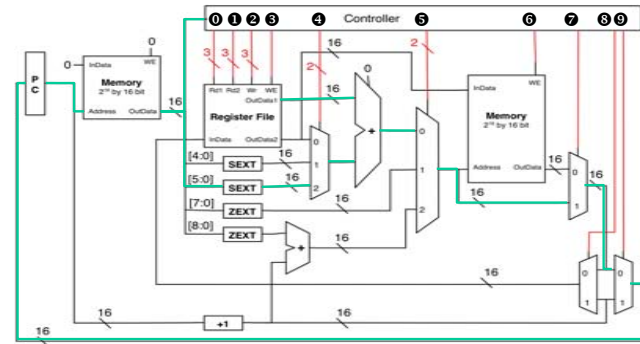 Controller
0 1 2 3 4 5 6 7 8 9
3 3 3 2 2
0 0 16 0
PC
InData WE
Memory
2¹⁶ by 16 bit
Address OutData
16
Rd1 Rd2 Wr WE
OutData1
Register File
InData OutData2
16
+
InData WE
Memory
2¹⁶ by 16 bit
Address OutData
0 1 2
0 1 2
0 1
16
16
[4:0] SEXT 16
[5:0] SEXT 16
[7:0] ZEXT 16
[8:0] ZEXT
+ 16
16
16
0 1
0 1
16 +1 16
16